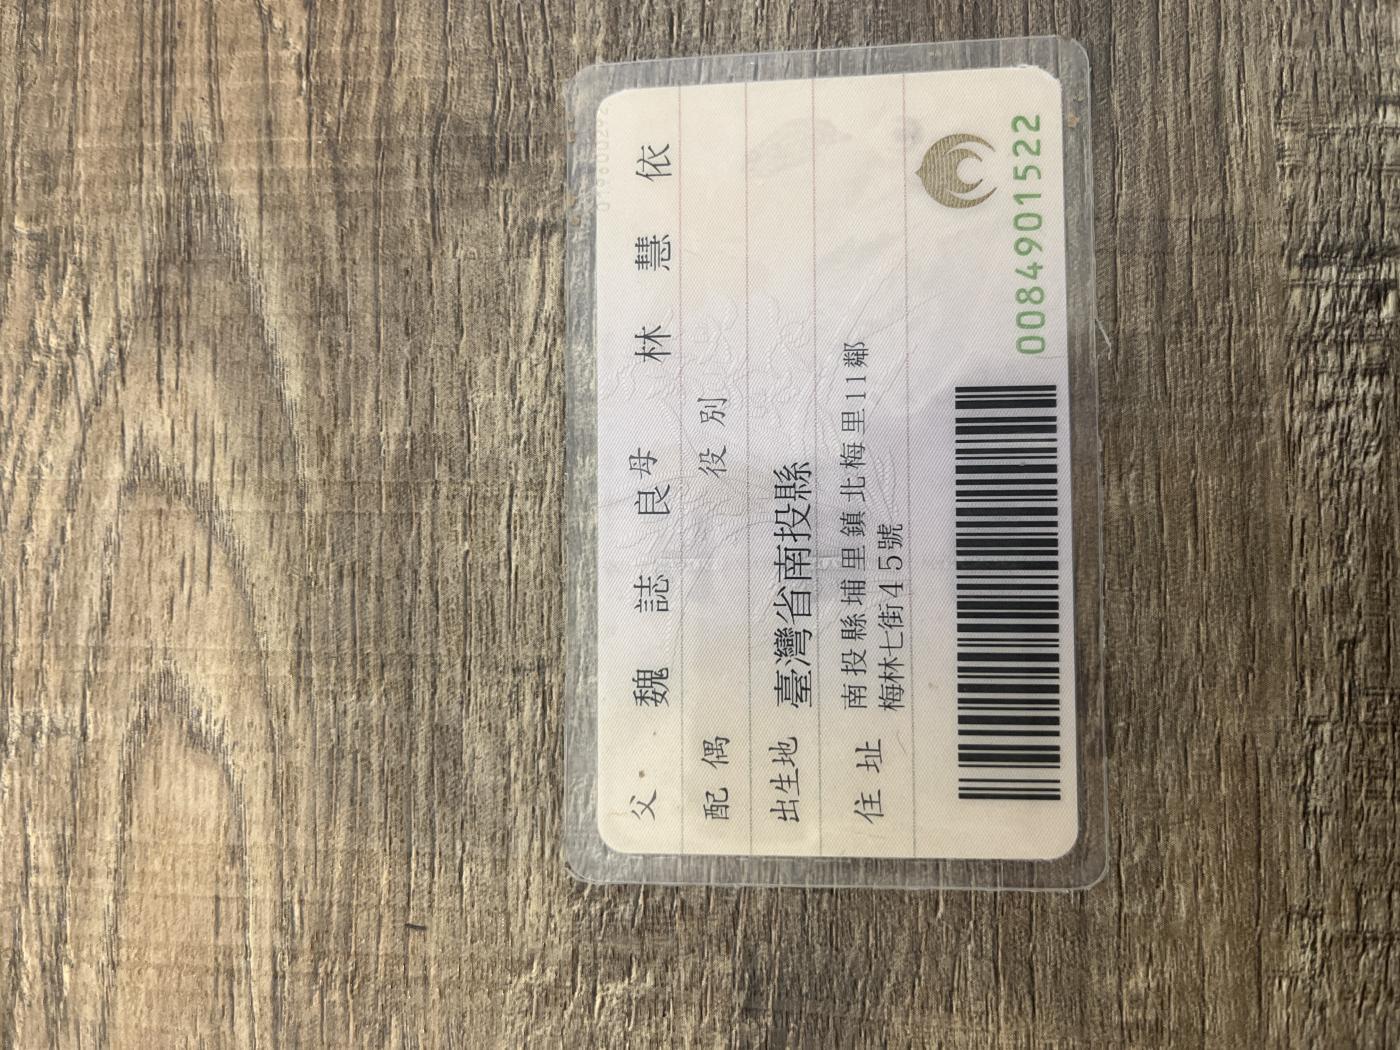 父 魏誌良 母 林慧依
配偶 役別
出生地 臺灣省南投縣
住址 南投縣埔里鎮北梅里11鄰
梅林七街45號
0084901522